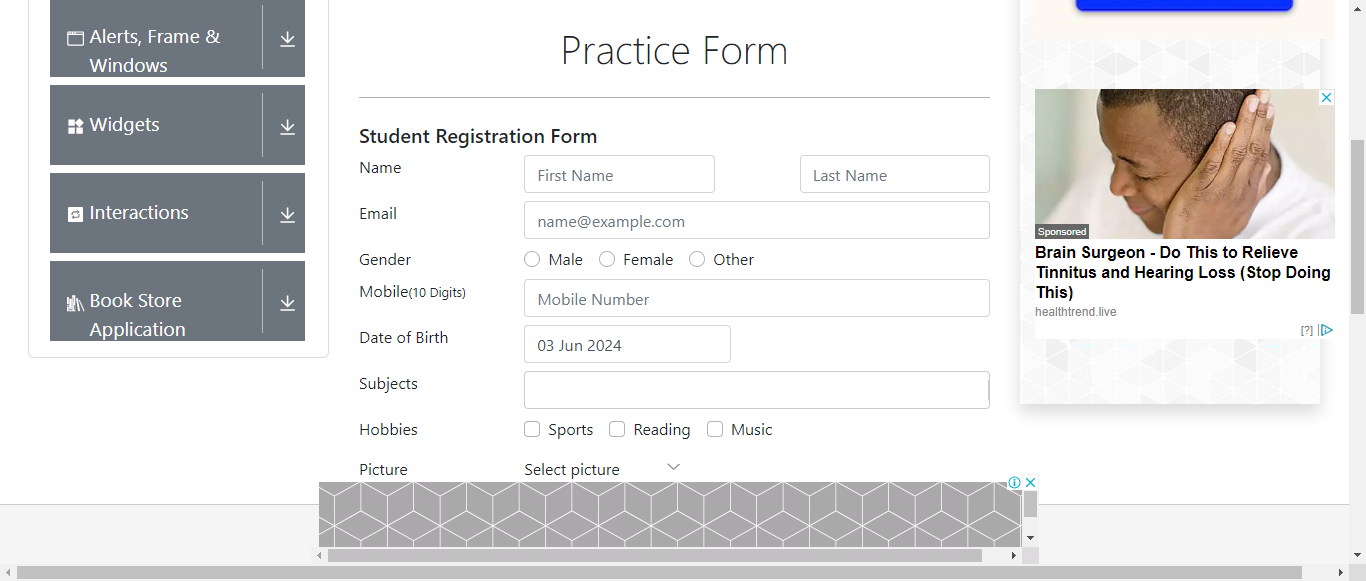 Alerts, Frame &
Windows
Widgets
Interactions
Book Store
Application
Practice Form
Student Registration Form
Name
First Name
Last Name
Email
name@example.com
Gender
Male
Female
Other
Mobile(10 Digits)
Mobile Number
Date of Birth
03 Jun 2024
Subjects
Hobbies
Sports
Reading
Music
Picture
Select picture
Sponsored
Brain Surgeon - Do This to Relieve
Tinnitus and Hearing Loss (Stop Doing
This)
healthtrend.live
[?]